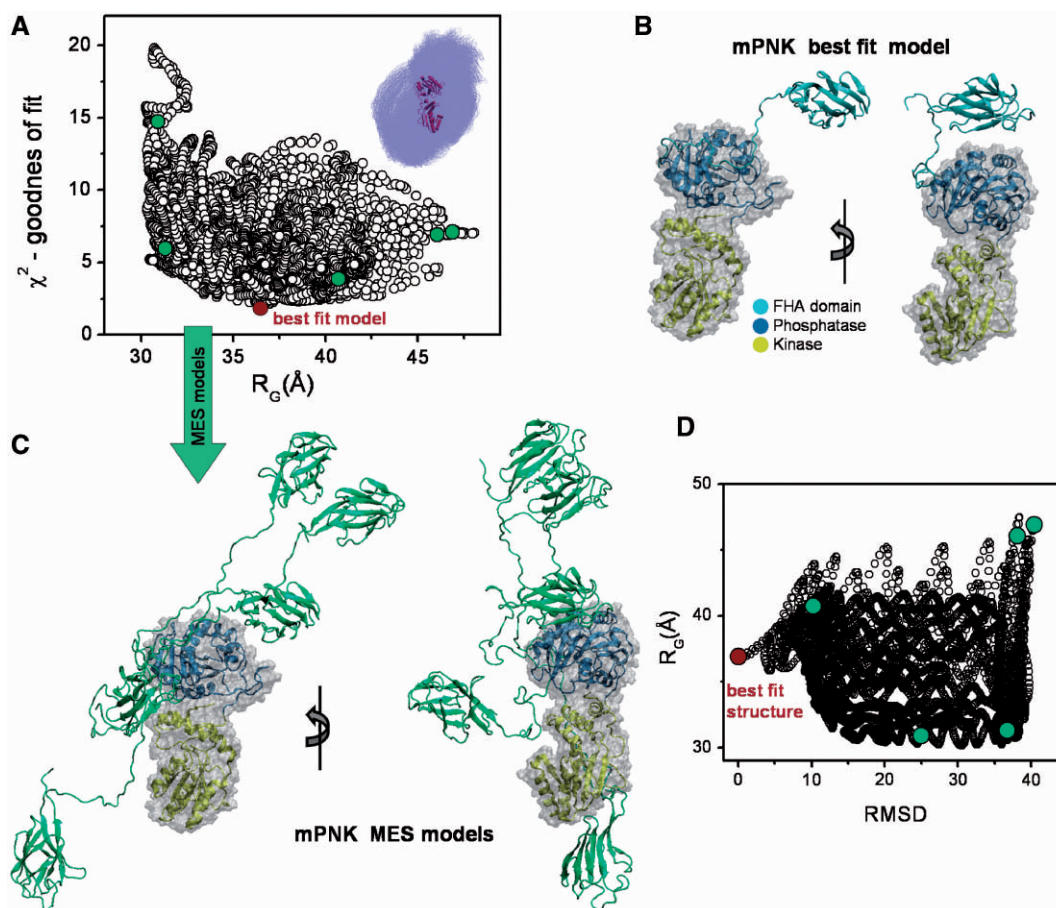 A
20
15
10
5
0
χ² - goodnes of fit
best fit model
30 35 40 45
R_G(Å)
MES models
B
mPNK best fit model
FHA domain
Phosphatase
Kinase
C
mPNK MES models
D
50
40
30
R_G(Å)
best fit
structure
0 10 20 30 40
RMSD